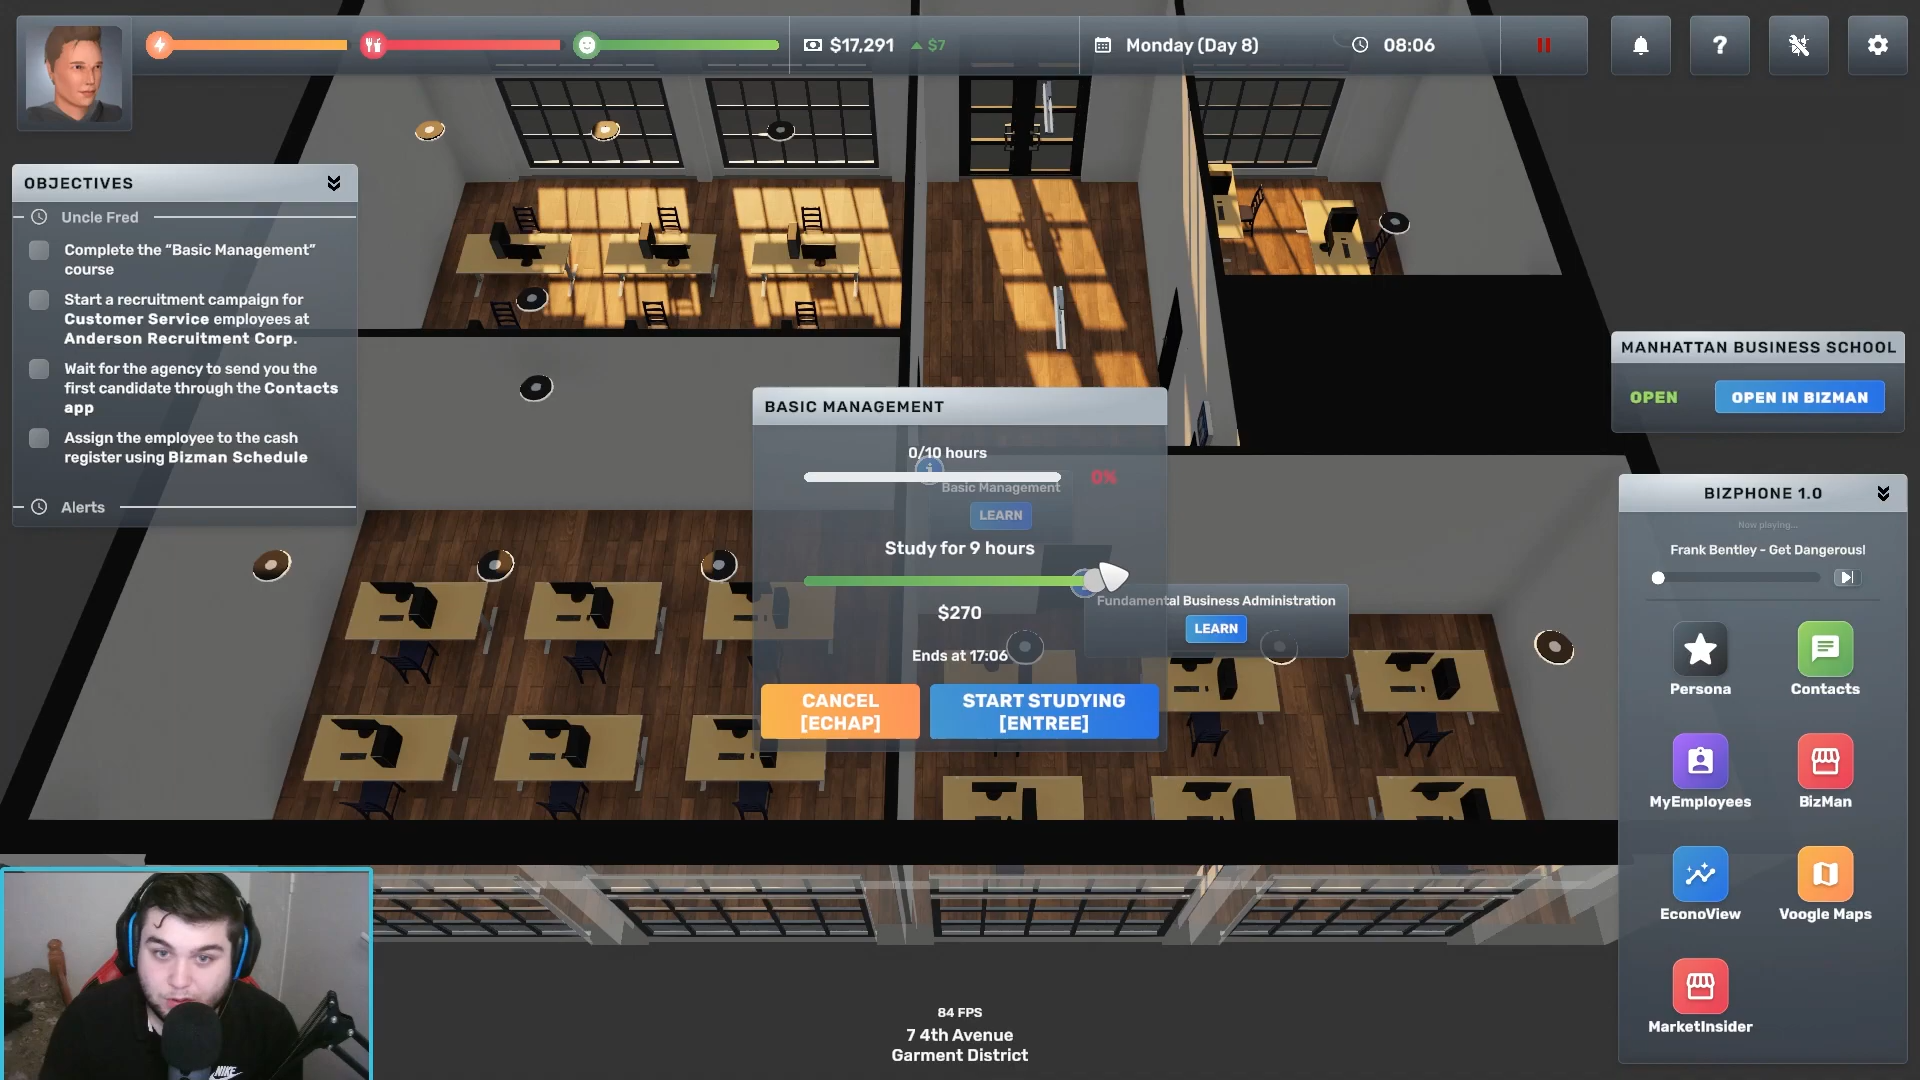 $17,291
$7
Monday (Day 8)
08:06
?
OBJECTIVES
Uncle Fred
Complete the “Basic Management”
course
Start a recruitment campaign for
Customer Service employees at
Anderson Recruitment Corp.
Wait for the agency to send you the
first candidate through the Contacts
app
Assign the employee to the cash
register using Bizman Schedule
Alerts
BASIC MANAGEMENT
0/10 hours
0%
Basic Management
LEARN
Study for 9 hours
$270
Ends at 17:06
CANCEL
[ECHAP]
START STUDYING
[ENTREE]
Fundamental Business Administration
LEARN
MANHATTAN BUSINESS SCHOOL
OPEN
OPEN IN BIZMAN
BIZPHONE 1.0
Now playing...
Frank Bentley - Get Dangerous!
Persona
Contacts
MyEmployees
BizMan
EconoView
Voogle Maps
MarketInsider
84 FPS
7 4th Avenue
Garment District
NIKE